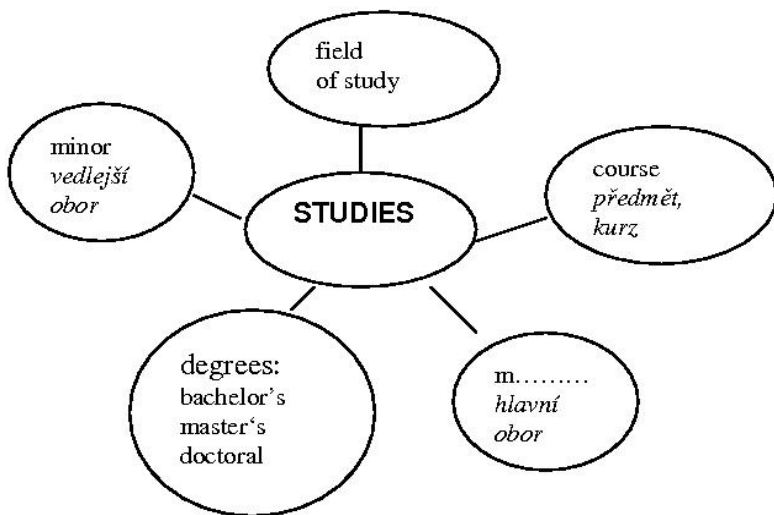 field
of study
minor
vedlejší
obor
STUDIES
course
předmět,
kurz
degrees:
bachelor’s
master‘s
doctoral
m.........
hlavní
obor